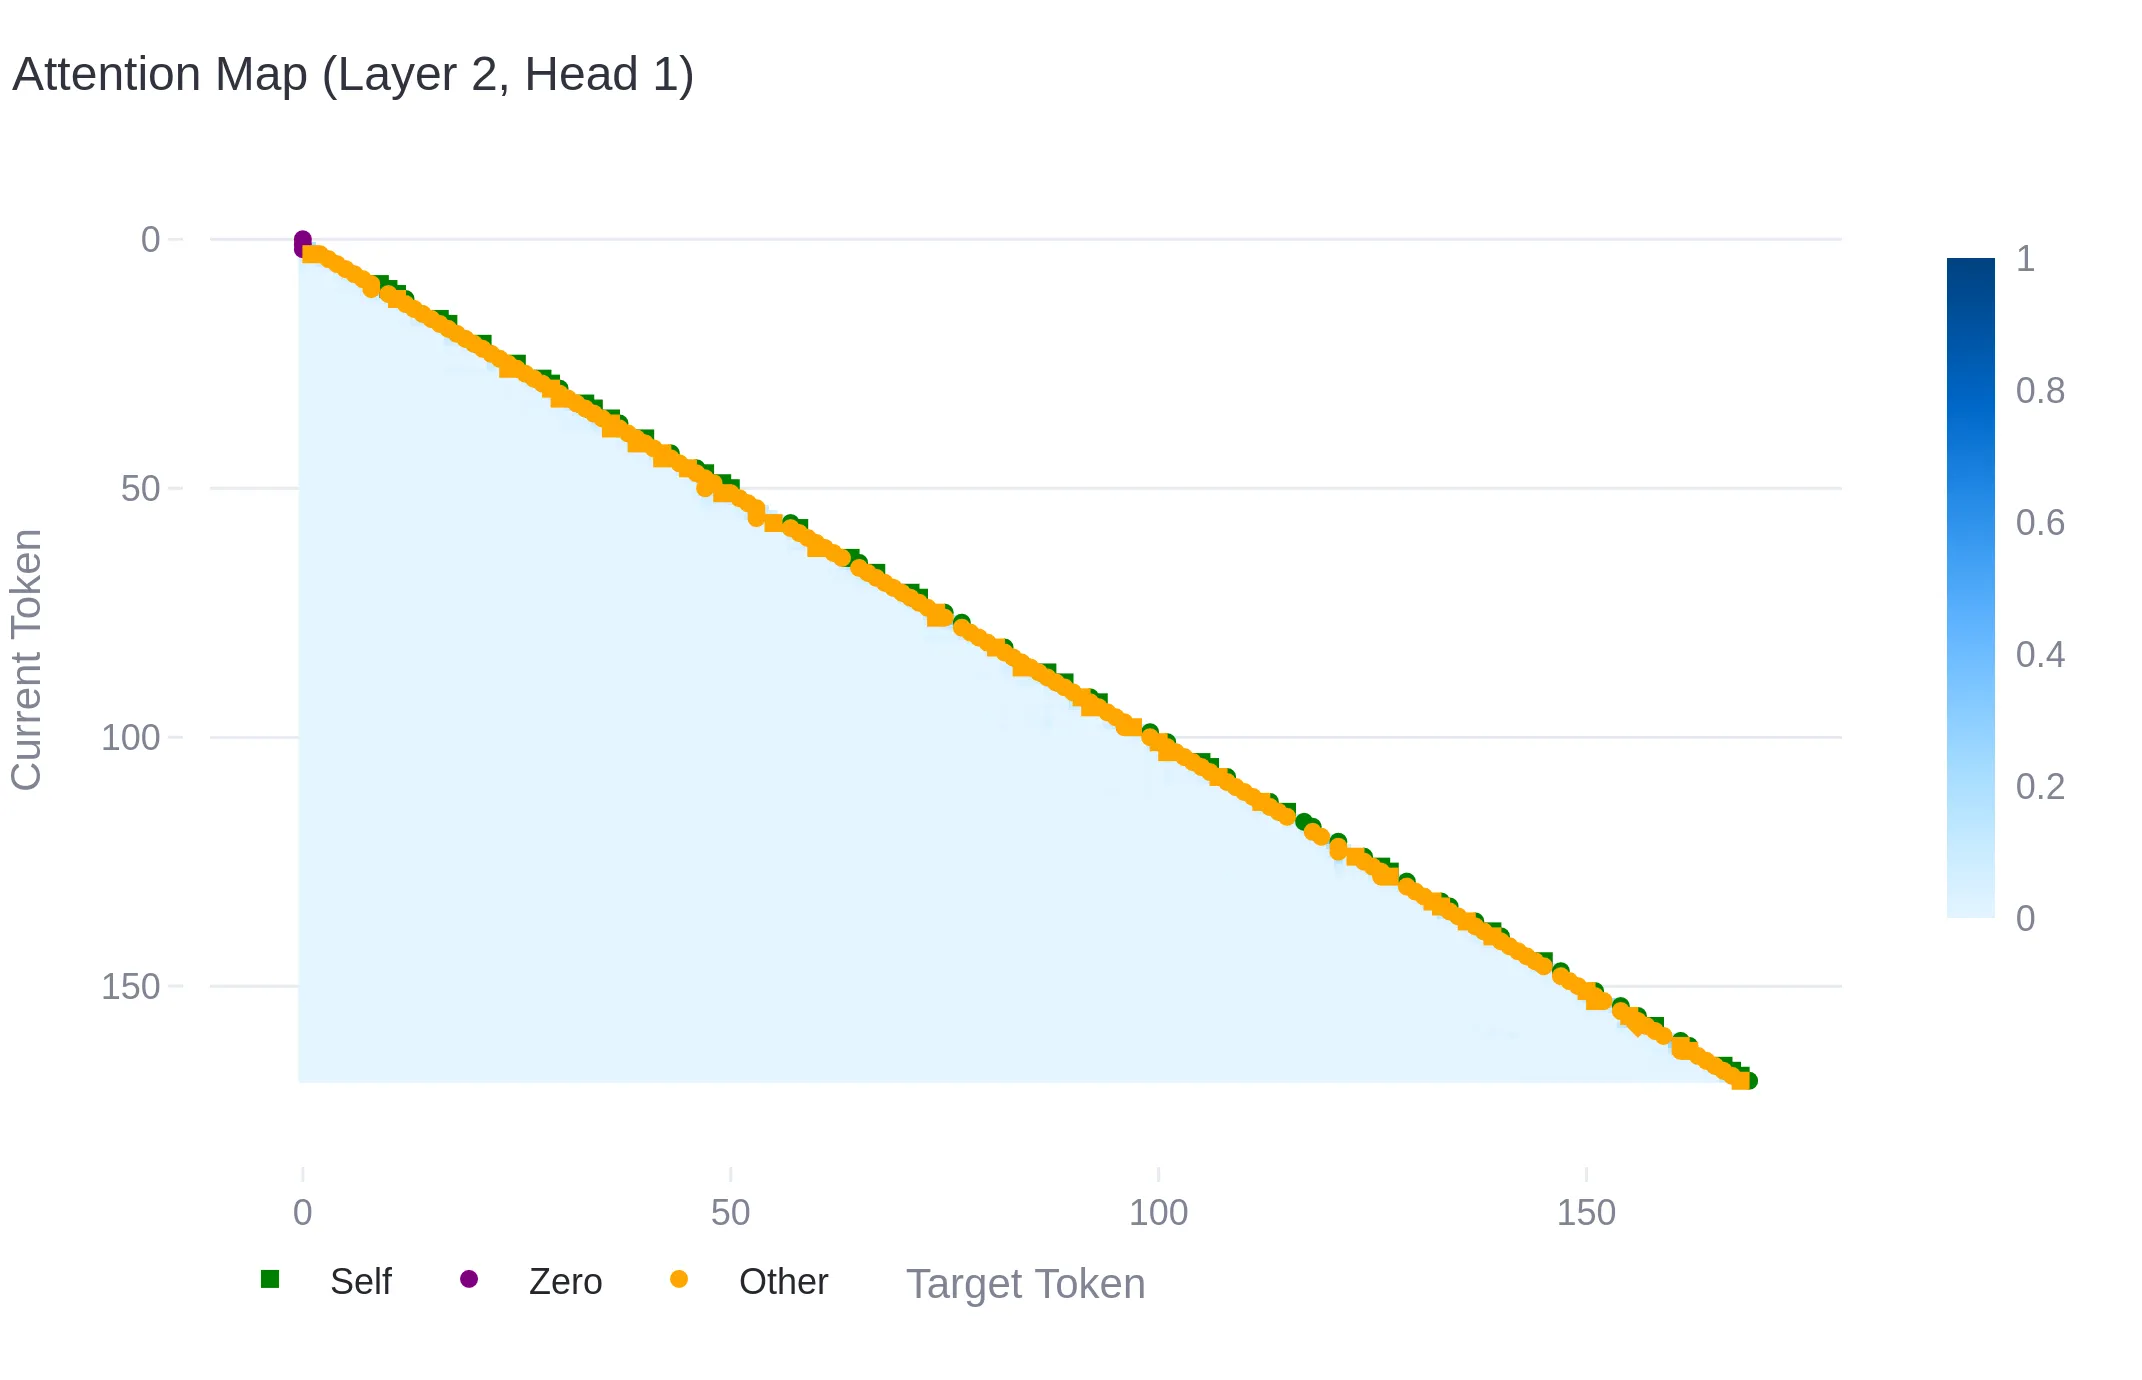 Attention Map (Layer 2, Head 1)
0
50
100
150
Current Token
1
0.8
0.6
0.4
0.2
0
0 50 100 150
Self Zero Other Target Token